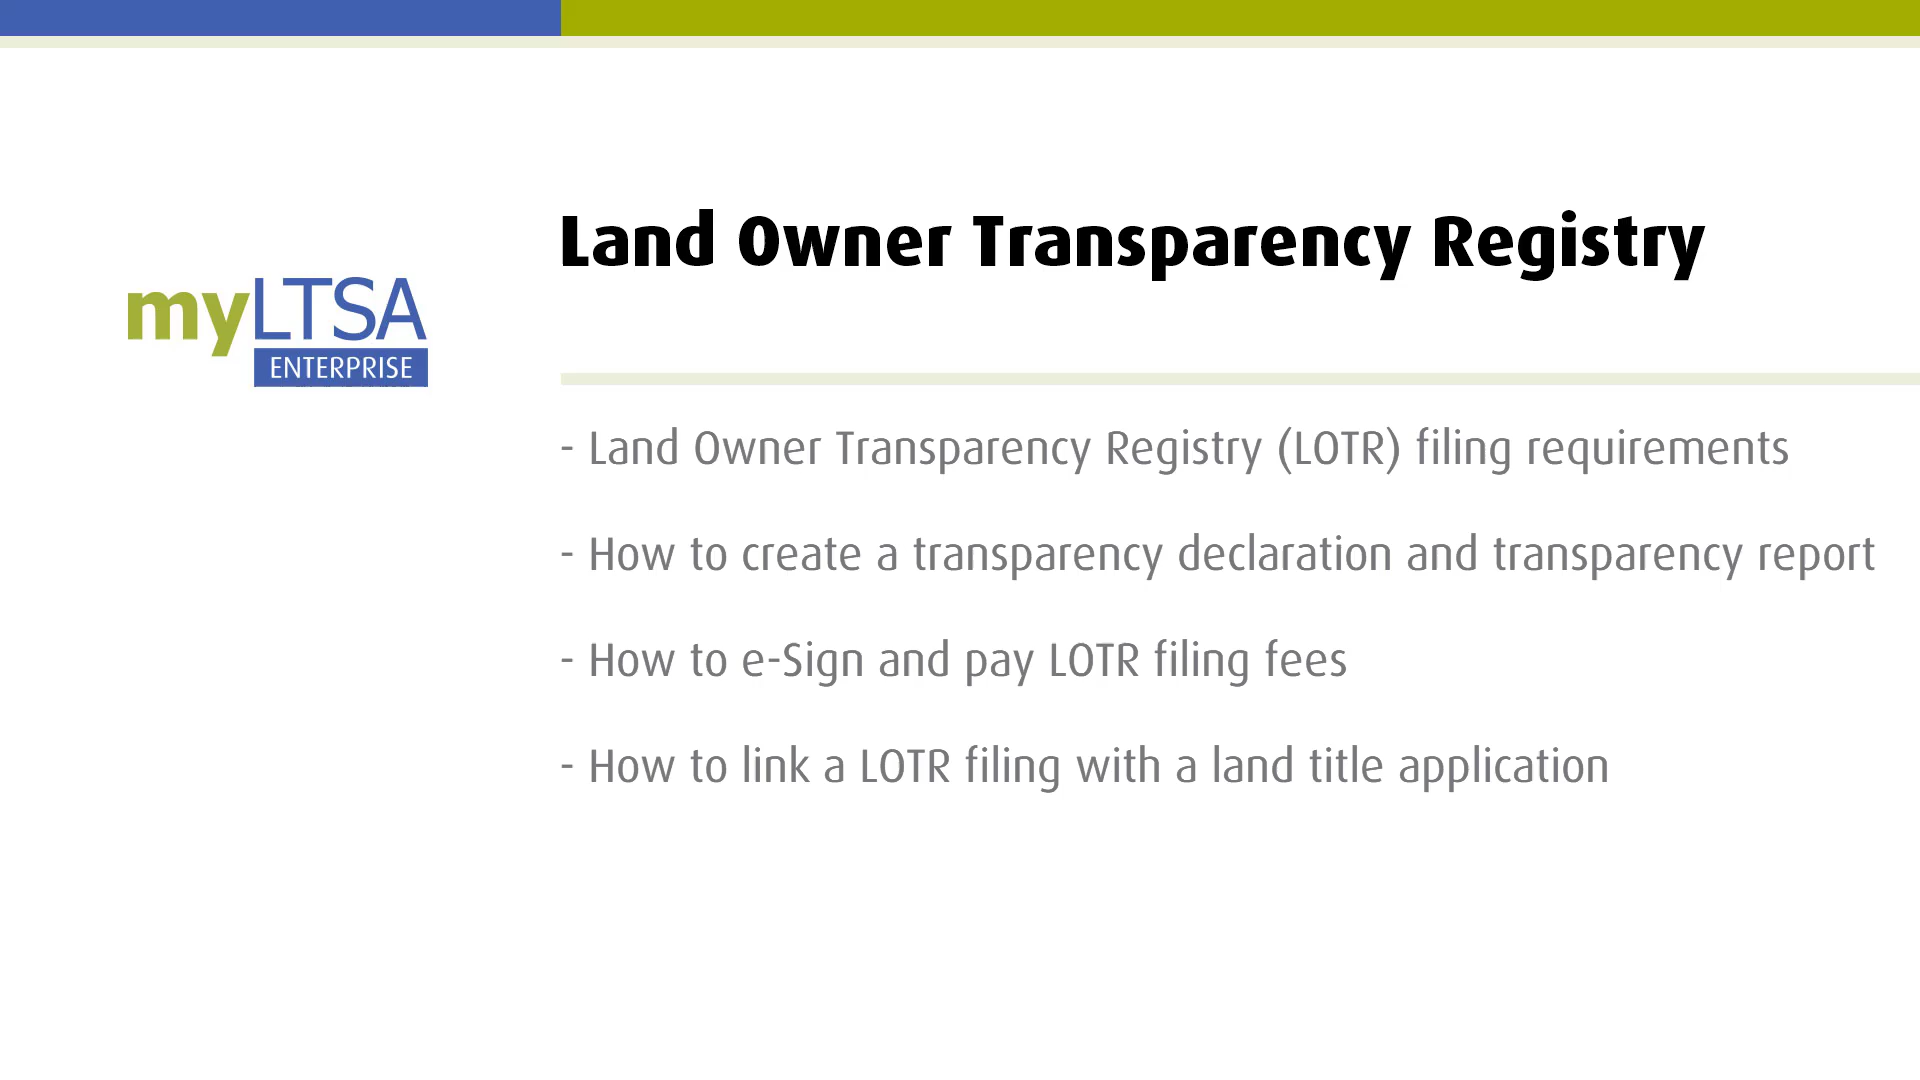 Land Owner Transparency Registry
myLTSA
ENTERPRISE
- Land Owner Transparency Registry (LOTR) filing requirements
- How to create a transparency declaration and transparency report
- How to e-Sign and pay LOTR filing fees
- How to link a LOTR filing with a land title application